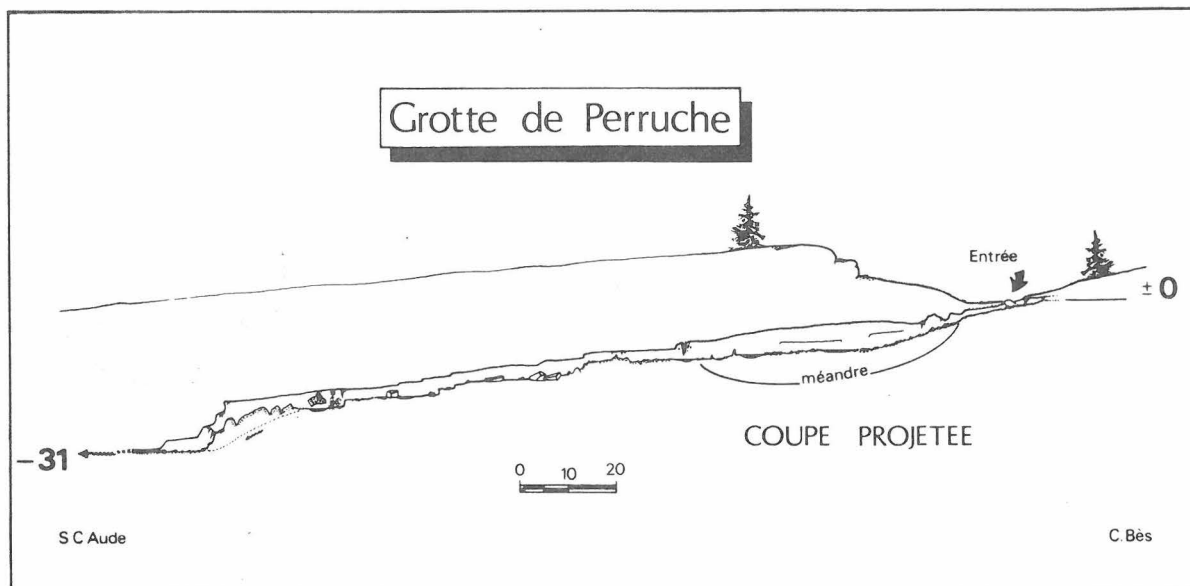 Grotte de Perruche
Entrée
± 0
méandre
COUPE PROJETEE
-31
0 10 20
S C Aude
C. Bès